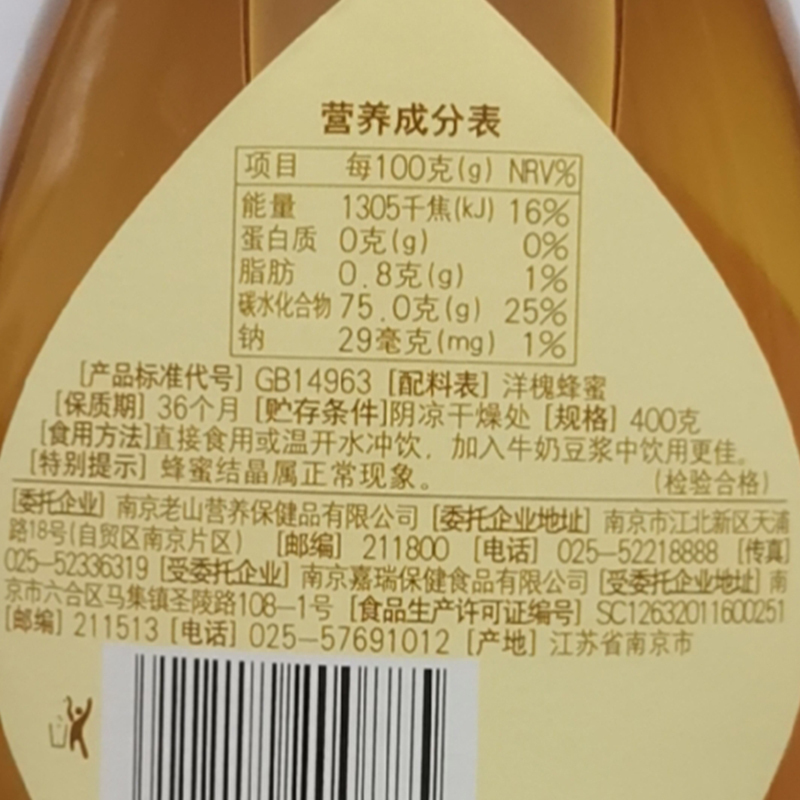 营养成分表
项目 每100克(g) NRV%
能量 1305千焦(kJ) 16%
蛋白质 0克(g) 0%
脂肪 0.8克(g) 1%
碳水化合物 75.0克(g) 25%
钠 29毫克(mg) 1%
[产品标准代号] GB14963 [配料表] 洋槐蜂蜜
[保质期] 36个月 [贮存条件]阴凉干燥处 [规格] 400克
[食用方法]直接食用或温开水冲饮，加入牛奶豆浆中饮用更佳。
[特别提示] 蜂蜜结晶属正常现象。 (检验合格)
[委托企业] 南京老山营养保健品有限公司 [委托企业地址] 南京市江北新区天浦
路18号(自贸区南京片区) [邮编] 211800 [电话] 025-52218888 [传真]
025-52336319 [受委托企业] 南京嘉瑞保健食品有限公司 [受委托企业地址] 南
京市六合区马集镇圣陵路108-1号 [食品生产许可证编号] SC12632011600251
[邮编] 211513 [电话] 025-57691012 [产地] 江苏省南京市